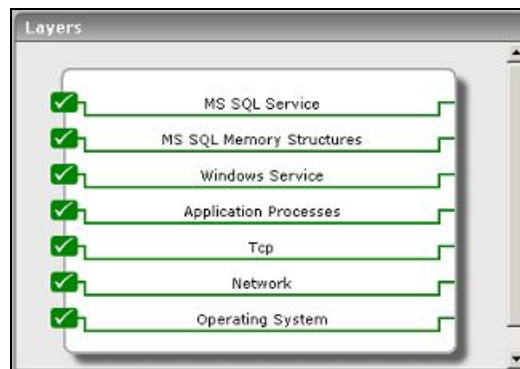 Layers
MS SQL Service
MS SQL Memory Structures
Windows Service
Application Processes
Tcp
Network
Operating System